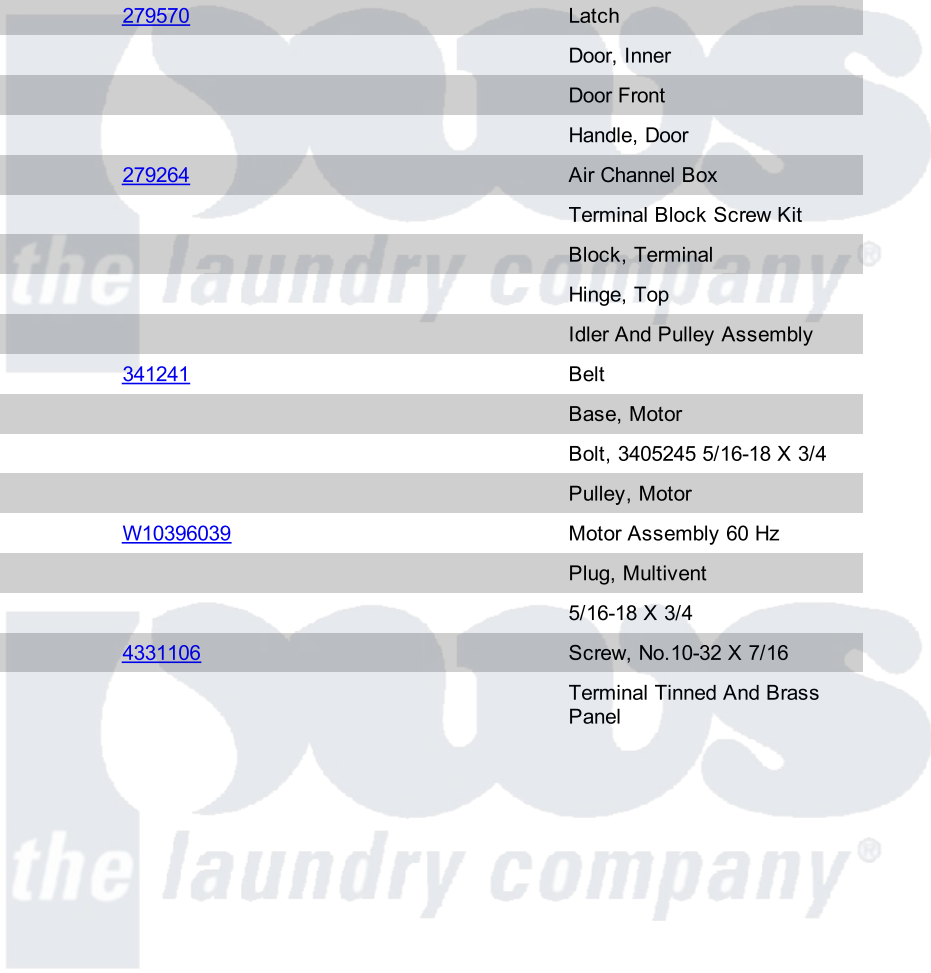 279570 Latch
Door, Inner
Door Front
Handle, Door
279264 Air Channel Box
Terminal Block Screw Kit
Block, Terminal
the laundry company®
Hinge, Top
Idler And Pulley Assembly
341241 Belt
Base, Motor
Bolt, 3405245 5/16-18 X 3/4
Pulley, Motor
W10396039 Motor Assembly 60 Hz
Plug, Multivent
5/16-18 X 3/4
4331106 Screw, No.10-32 X 7/16
Terminal Tinned And Brass
Panel
pws
the laundry company®